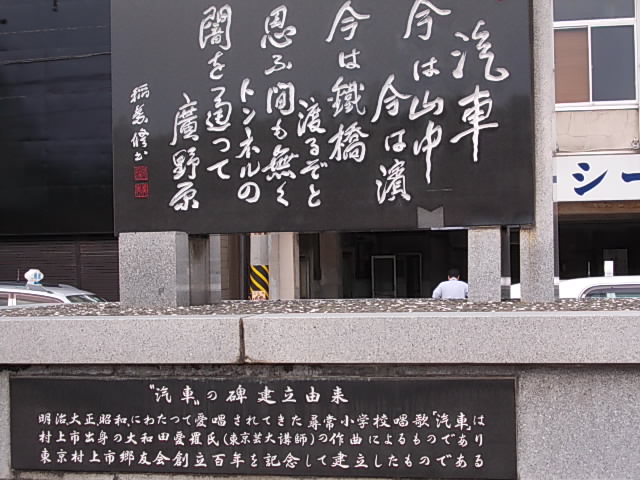 汽車
今は山中
今は濱
今は鐵橋
渡るぞと
思ふ間も無く
トンネルの
闇を通つて
廣野原
シー
"汽車"の碑 建立由来
明治、大正、昭和、にわたつて愛唱されてきた尋常小学校唱歌"汽車"は
村上市出身の大和田愛羅氏(東京芸大講師)の作曲によるものであり
東京村上市郷友会創立百年を記念して建立したものである